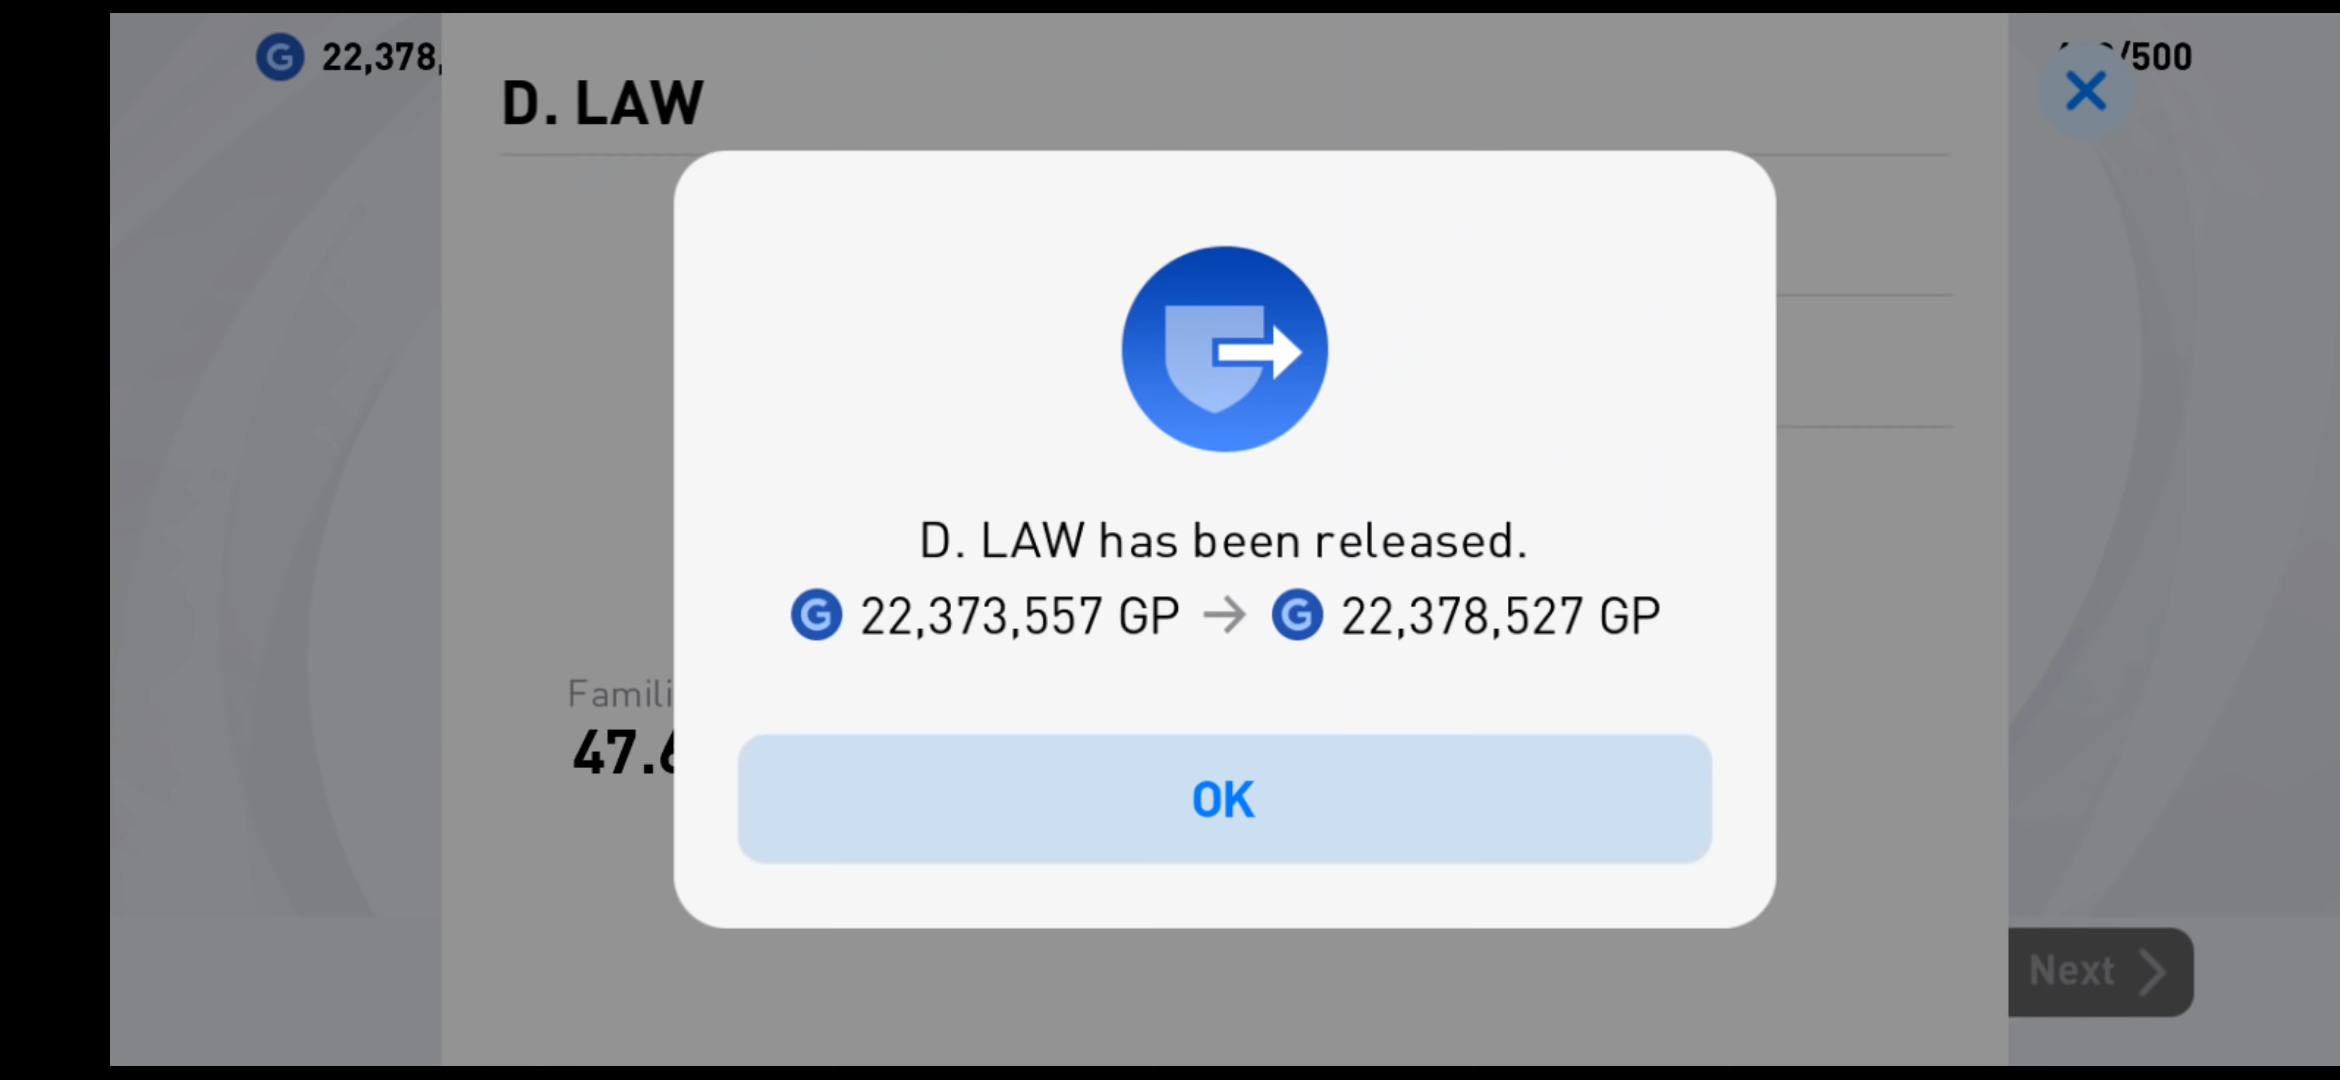 G 22,378,
/500
D. LAW
D. LAW has been released.
G 22,373,557 GP → G 22,378,527 GP
Famili
47.6
OK
Next